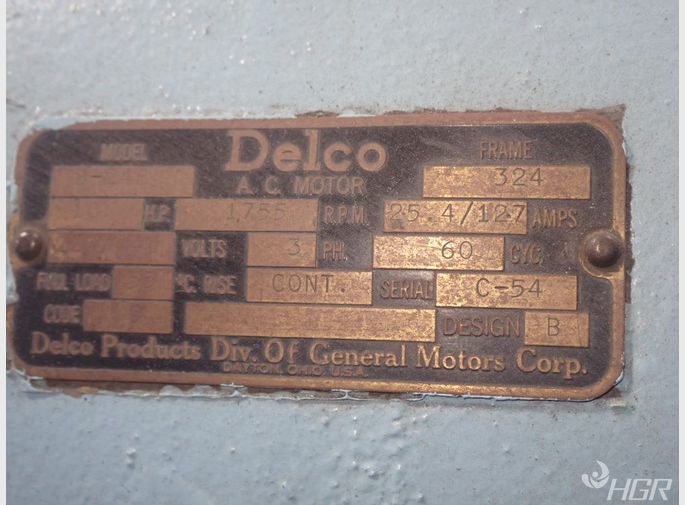 MODEL Delco FRAME
A. C. MOTOR 324
H.P. 1755 R.P.M. 25.4/127 AMPS
VOLTS 3 PH. 60 CYC.
FULL LOAD °C. RISE CONT. SERIAL C-54
CODE DESIGN B
Delco Products Div. Of General Motors Corp.
DAYTON, OHIO, U.S.A.
HGR